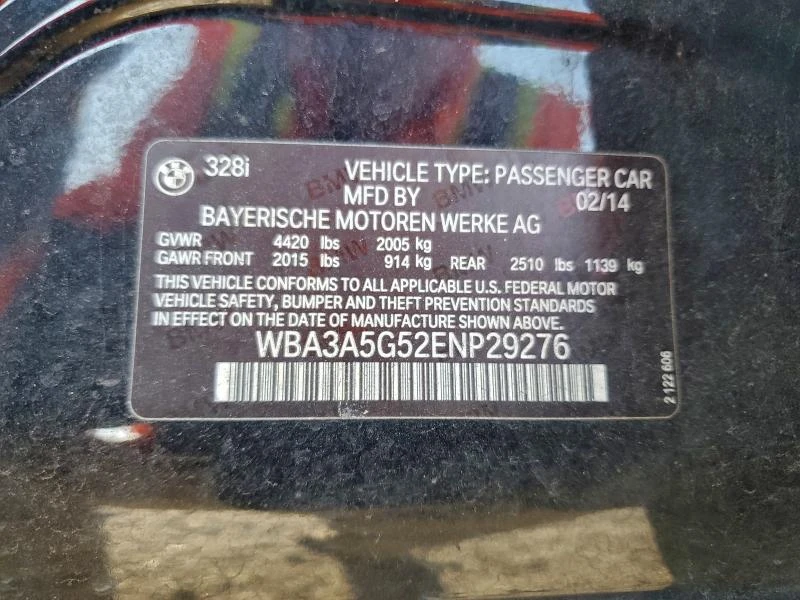 328i VEHICLE TYPE: PASSENGER CAR
MFD BY 02/14
BAYERISCHE MOTOREN WERKE AG
GVWR 4420 lbs 2005 kg
GAWR FRONT 2015 lbs 914 kg REAR 2510 lbs 1139 kg
THIS VEHICLE CONFORMS TO ALL APPLICABLE U.S. FEDERAL MOTOR
VEHICLE SAFETY, BUMPER AND THEFT PREVENTION STANDARDS
IN EFFECT ON THE DATE OF MANUFACTURE SHOWN ABOVE.
WBA3A5G52ENP29276
2 122 606